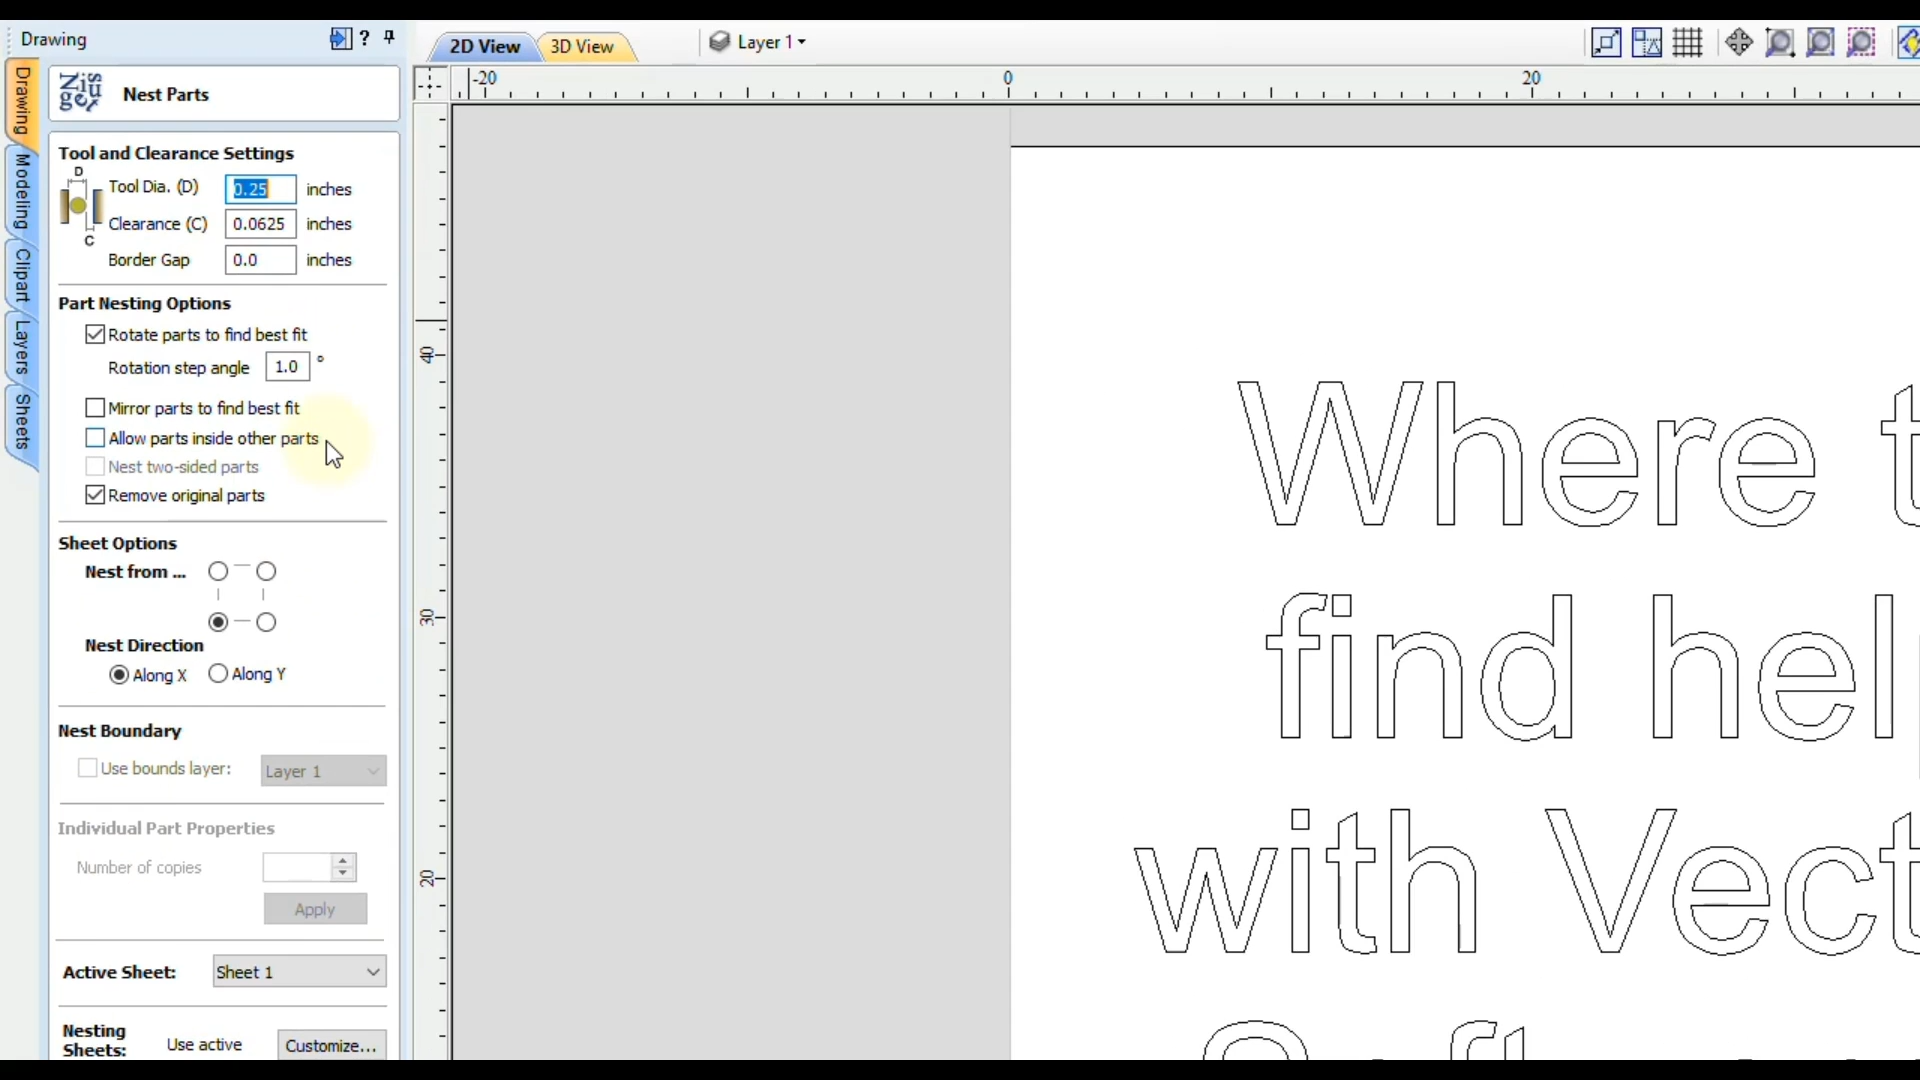 Drawing
?
2D View
3D View
Layer 1
Drawing
Modeling
Clipart
Layers
Sheets
Nest Parts
-20
0
20
40
30
20
Tool and Clearance Settings
D
C
Tool Dia. (D) 0.25 inches
Clearance (C) 0.0625 inches
Border Gap 0.0 inches
Part Nesting Options
Rotate parts to find best fit
Rotation step angle 1.0 °
Mirror parts to find best fit
Allow parts inside other parts
Nest two-sided parts
Remove original parts
Sheet Options
Nest from ...
Nest Direction
Along X Along Y
Nest Boundary
Use bounds layer: Layer 1
Individual Part Properties
Number of copies
Apply
Active Sheet: Sheet 1
Nesting
Sheets: Use active Customize...
Where t
find help
with Vect